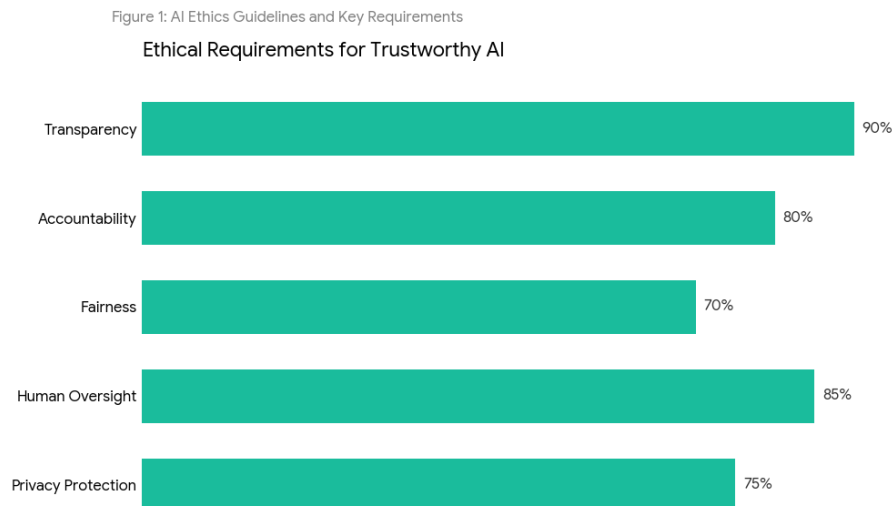 Figure 1: AI Ethics Guidelines and Key Requirements
Ethical Requirements for Trustworthy AI
Transparency 90%
Accountability 80%
Fairness 70%
Human Oversight 85%
Privacy Protection 75%